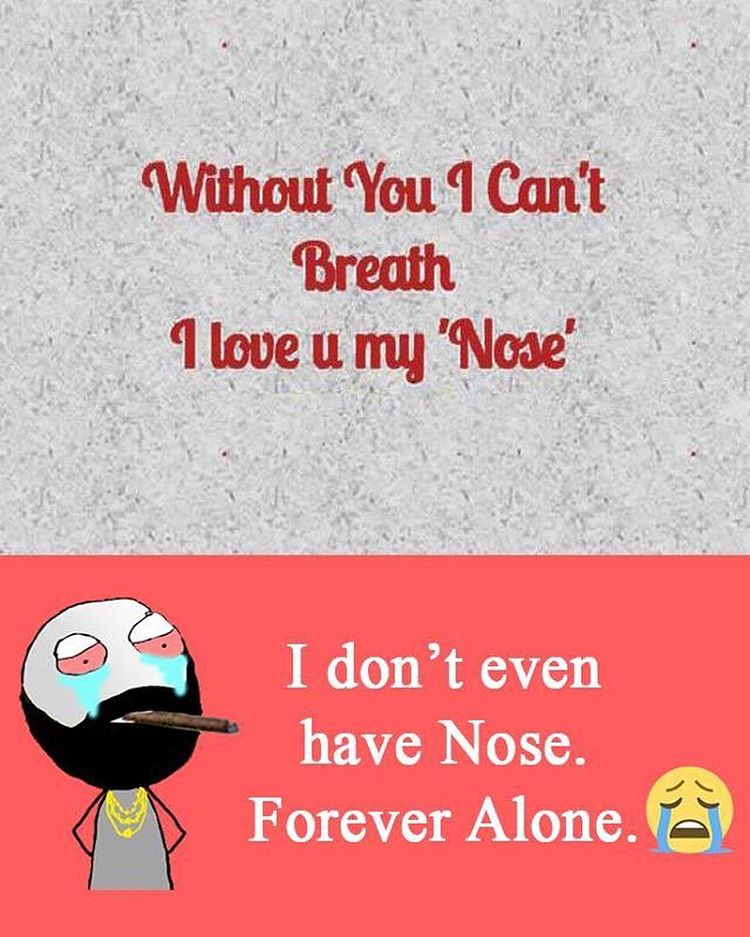 Without You I Can't
Breath
I love u my 'Nose'
I don’t even
have Nose.
Forever Alone.